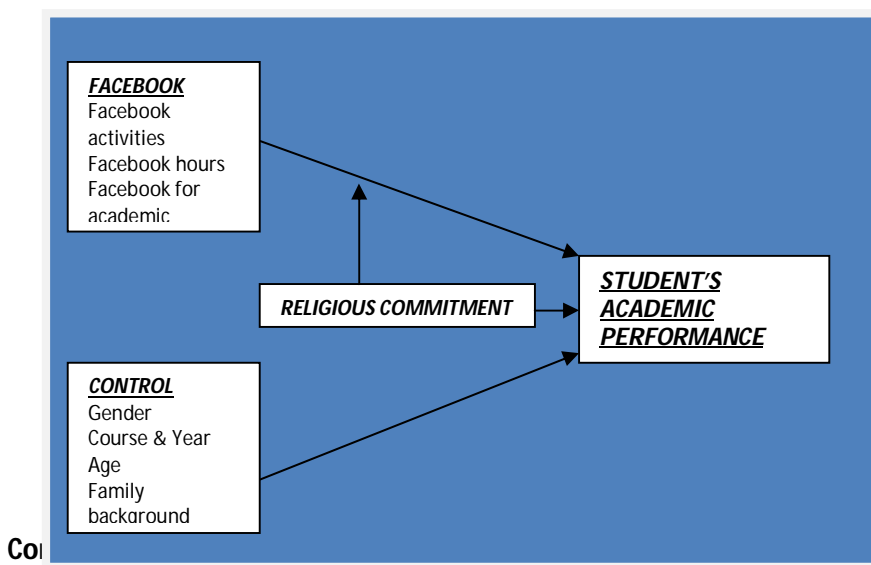 FACEBOOK
Facebook
activities
Facebook hours
Facebook for
academic
RELIGIOUS COMMITMENT
STUDENT'S
ACADEMIC
PERFORMANCE
CONTROL
Gender
Course & Year
Age
Family
background